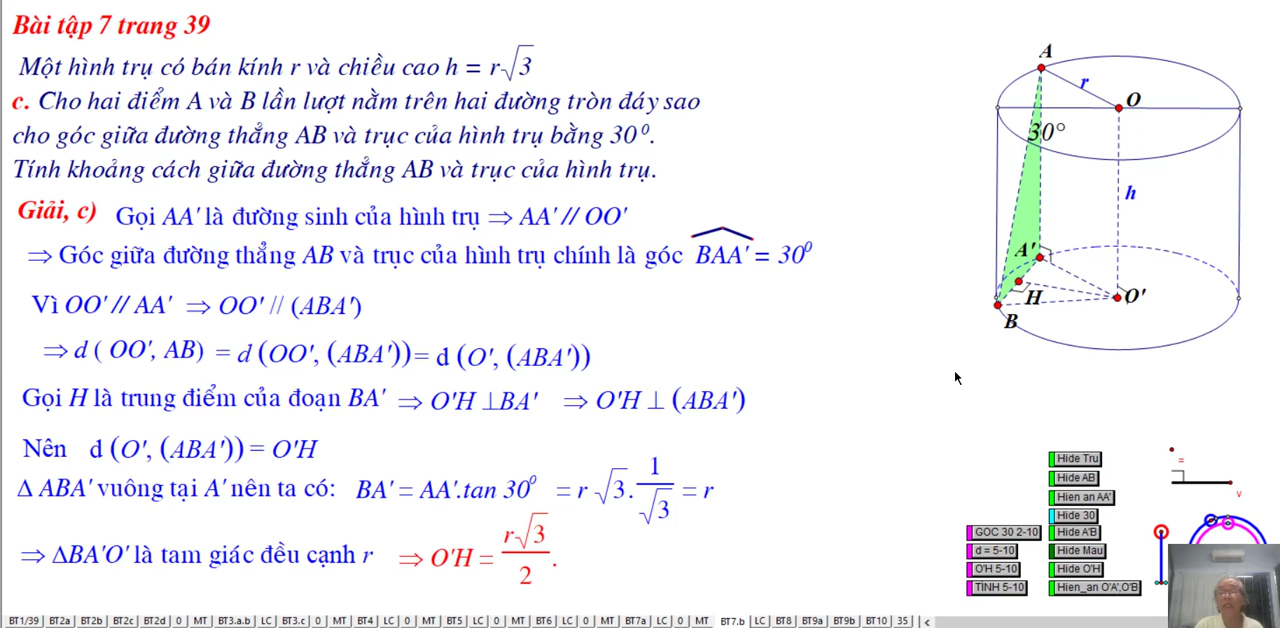 Bài tập 7 trang 39
Một hình trụ có bán kính r và chiều cao h = r√3
c. Cho hai điểm A và B lần lượt nằm trên hai đường tròn đáy sao
cho góc giữa đường thẳng AB và trục của hình trụ bằng 30⁰.
Tính khoảng cách giữa đường thẳng AB và trục của hình trụ.
Giải, c) Gọi AA' là đường sinh của hình trụ ⇒ AA' // OO'
⇒ Góc giữa đường thẳng AB và trục của hình trụ chính là góc BAA' = 30⁰
Vì OO' // AA' ⇒ OO' // (ABA')
⇒ d ( OO', AB) = d (OO', (ABA')) = d (O', (ABA'))
Gọi H là trung điểm của đoạn BA' ⇒ O'H ⊥ BA' ⇒ O'H ⊥ (ABA')
Nên d (O', (ABA')) = O'H
Δ ABA' vuông tại A' nên ta có: BA' = AA'.tan 30⁰ = r √3 . 1/√3 = r
⇒ ΔBA'O' là tam giác đều cạnh r ⇒ O'H = r√3/2 .
A
r
O
30°
h
A'
H
O'
B
Hide Tru
Hide AB
Hien an AA'
Hide 30
GOC 30 2-10 Hide A'B
d = 5-10 Hide Mau
O'H 5-10 Hide O'H
TINH 5-10 Hien_an O'A',O'B
=
v
BT1/39 BT2a BT2b BT2c BT2d 0 MT BT3.a.b LC BT3.c 0 MT BT4 LC 0 MT BT5 LC 0 MT BT6 LC 0 MT BT7a LC 0 MT BT7.b LC BT8 BT9a BT9b BT10 35 <